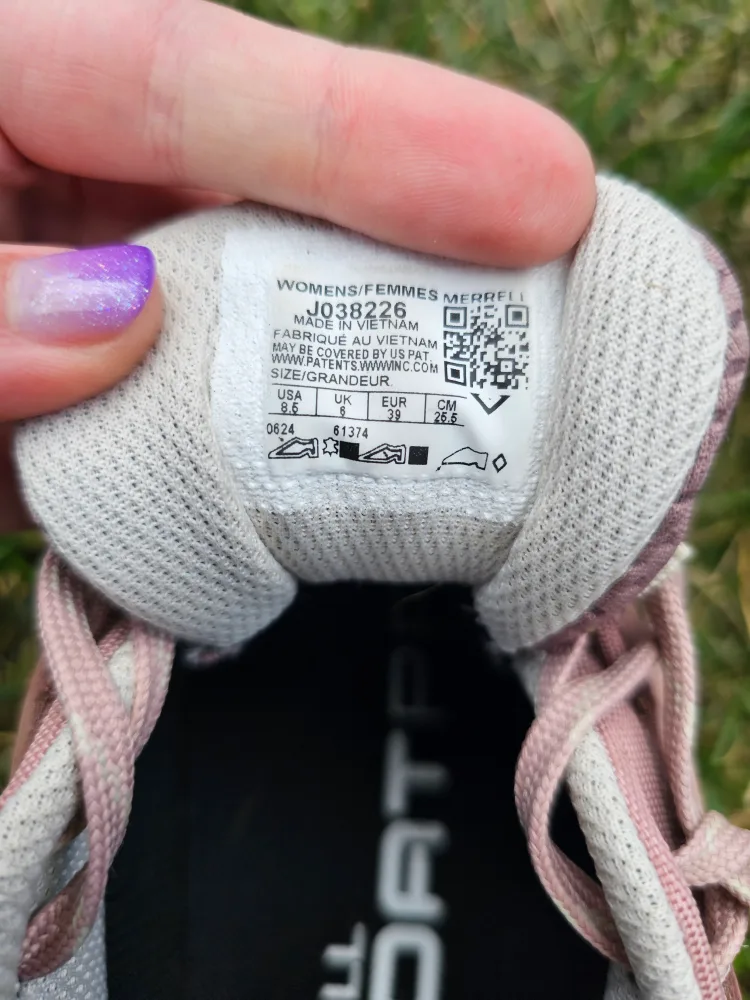 WOMENS/FEMMES MERRELL
J038226
MADE IN VIETNAM
FABRIQUÉ AU VIETNAM
MAY BE COVERED BY US PAT.
WWW.PATENTS.WWWINC.COM
SIZE/GRANDEUR
USA UK EUR CM
8.5 6 39 25.5
0624 61374